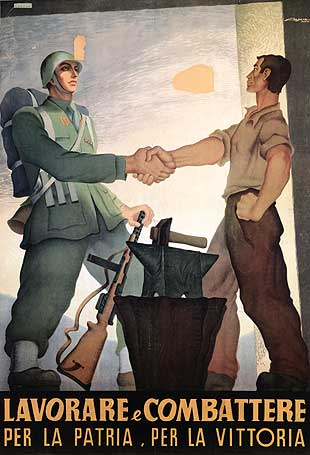 LAVORARE e COMBATTERE
PER LA PATRIA, PER LA VITTORIA